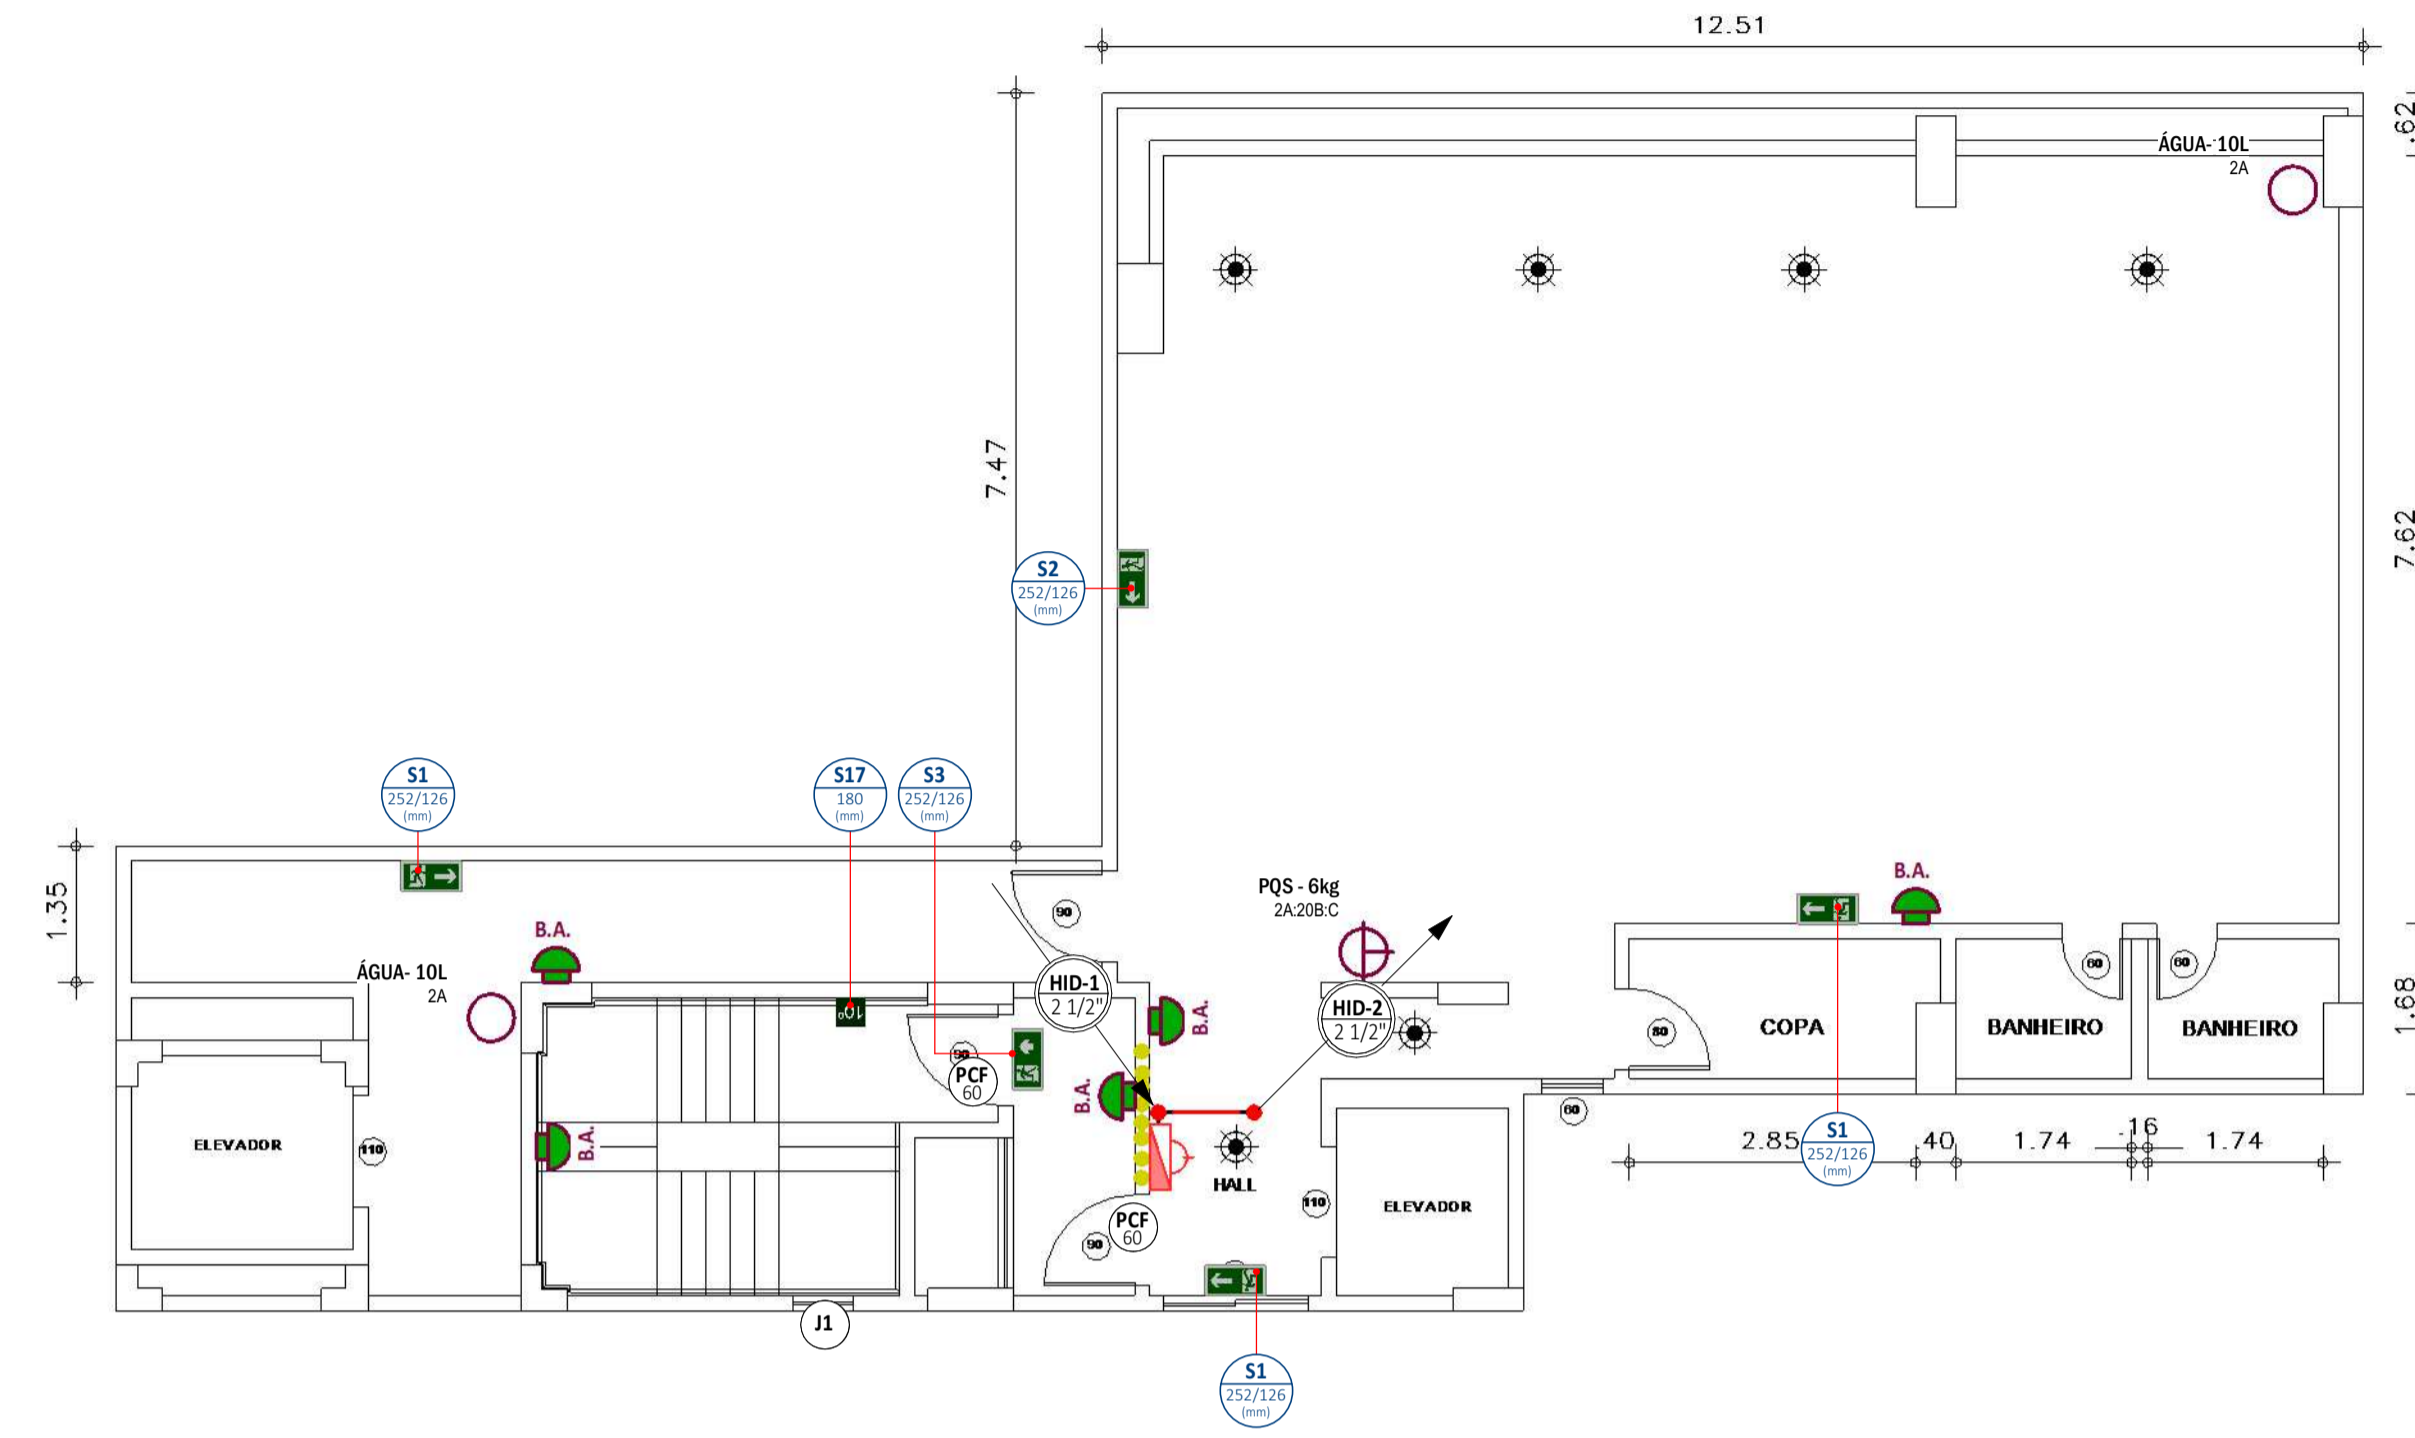 12.51
.62
ÁGUA- 10L
2A
7.47
7.62
S2
252/126
(mm)
S1
252/126
(mm)
S17
180
(mm)
S3
252/126
(mm)
1.35
B.A.
PQS - 6kg
2A:20B:C
B.A.
90
ÁGUA- 10L
2A
HID-1
2 1/2"
HID-2
2 1/2"
B.A.
60
60
1.68
10º
COPA
BANHEIRO
BANHEIRO
80
90
PCF
60
B.A.
60
ELEVADOR
110
B.A.
2.85
S1
252/126
(mm)
.40
1.74
.16
1.74
HALL
110
ELEVADOR
PCF
60
90
J1
S1
252/126
(mm)